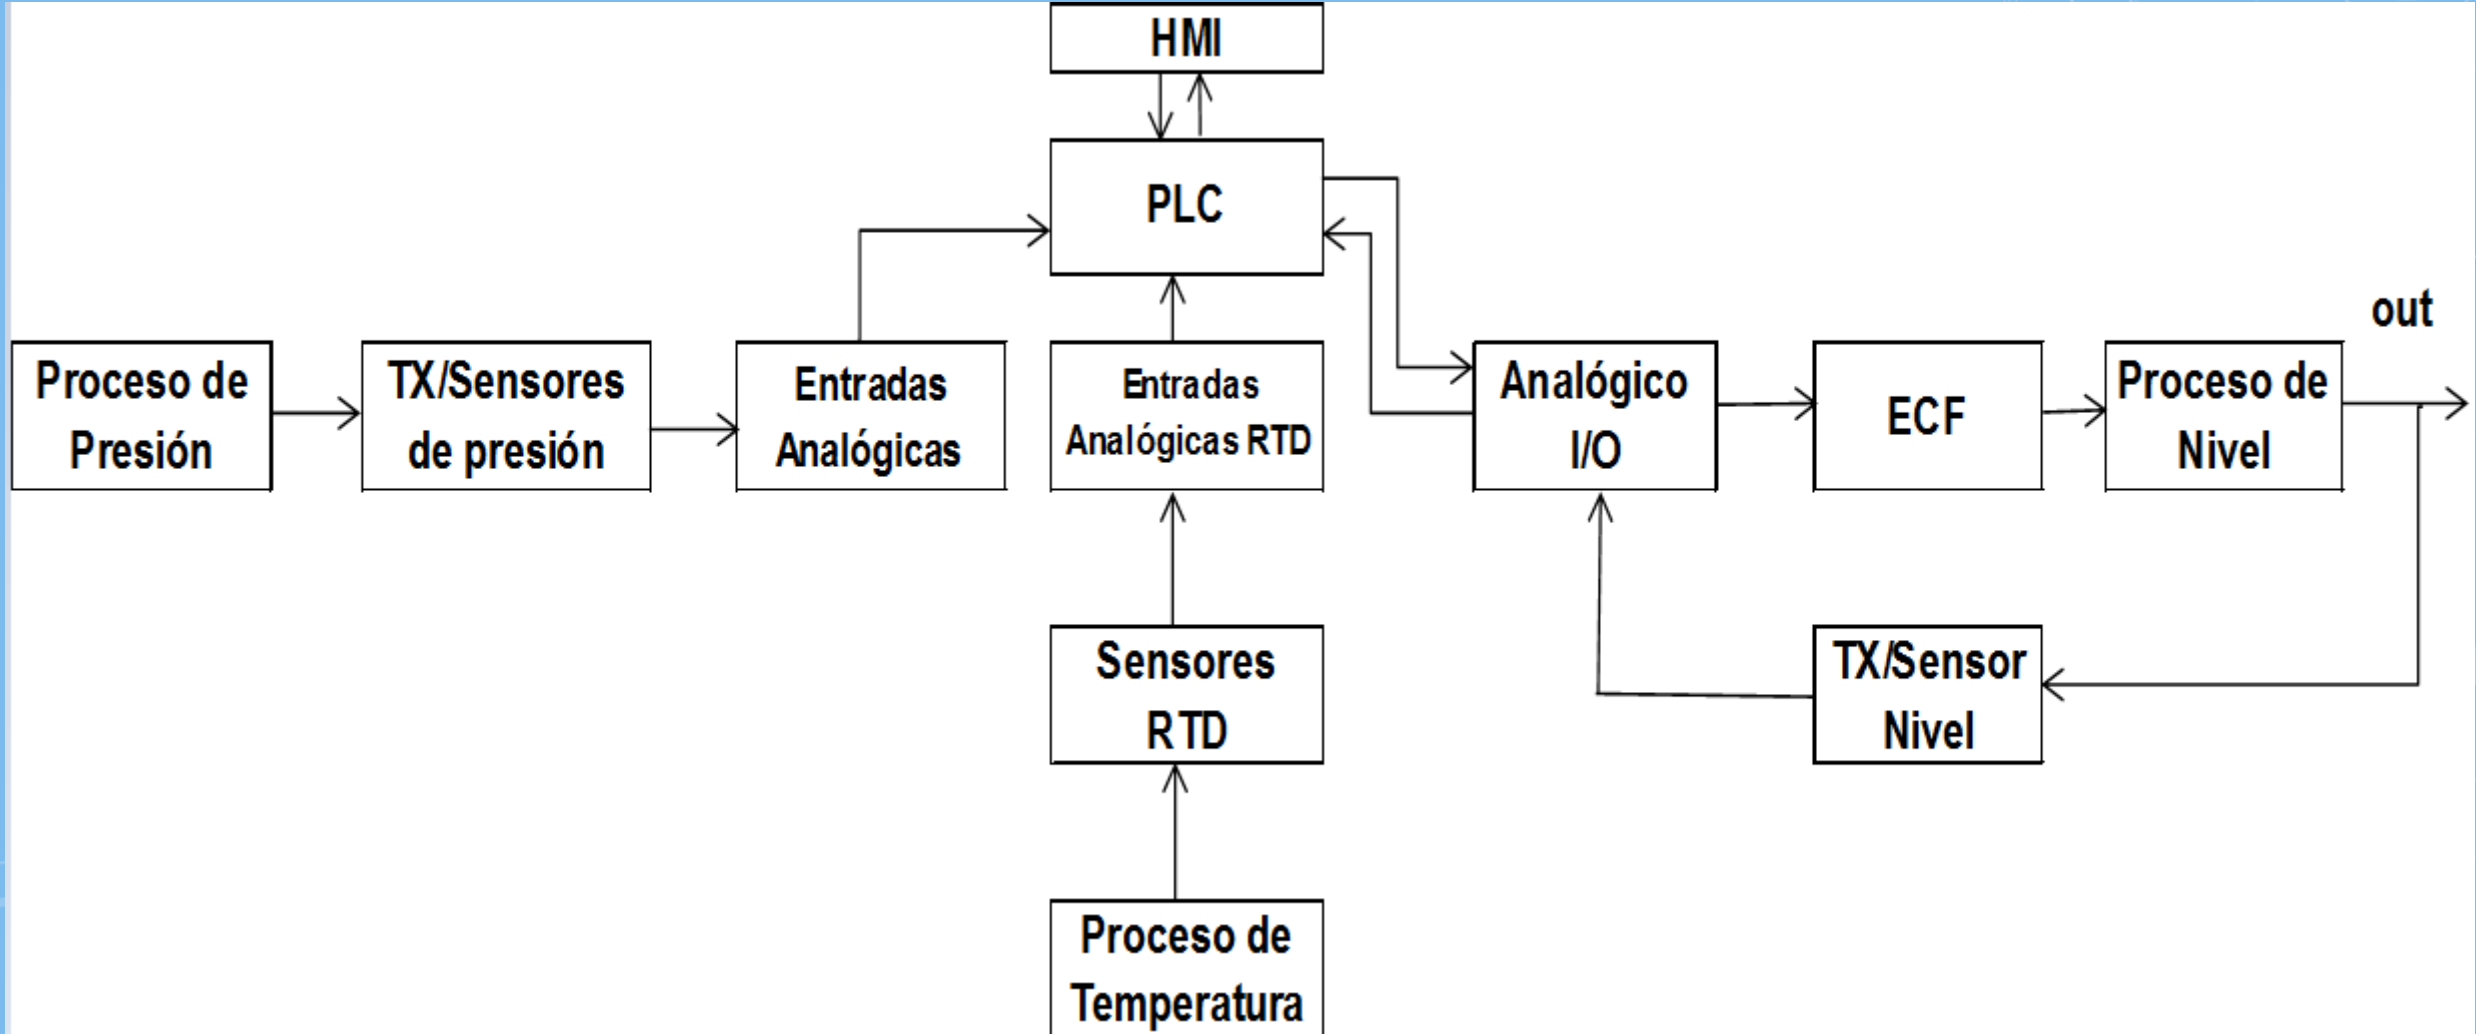 HMI
PLC
out
Proceso de
Presión
TX/Sensores
de presión
Entradas
Analógicas
Entradas
Analógicas RTD
Analógico
I/O
ECF
Proceso de
Nivel
Sensores
RTD
TX/Sensor
Nivel
Proceso de
Temperatura